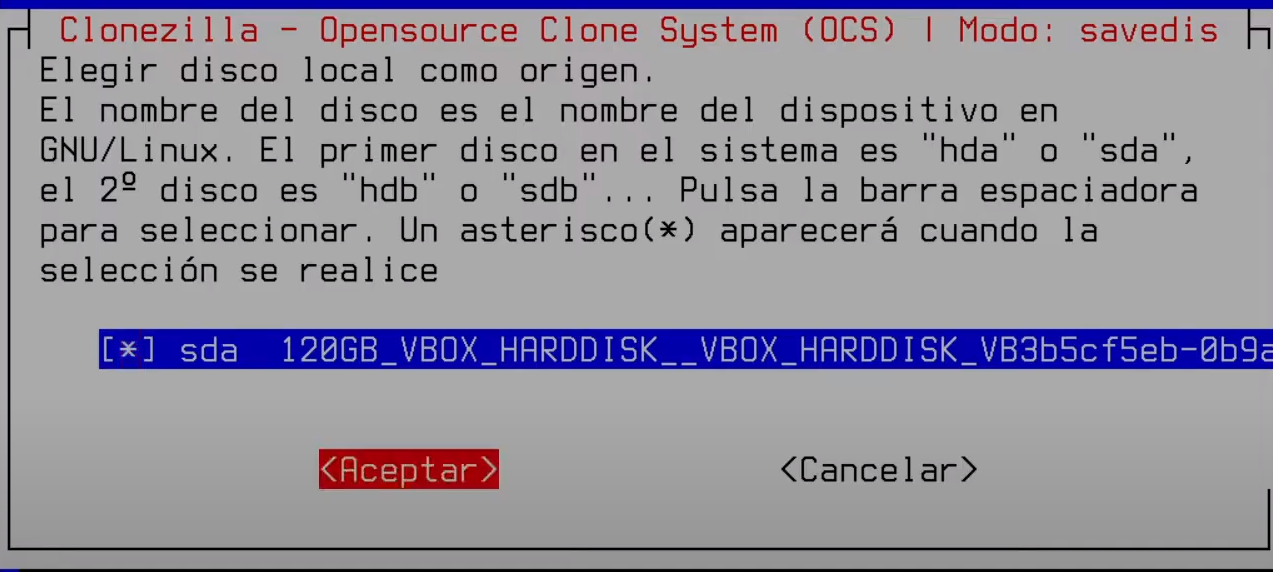 Clonezilla - Opensource Clone System (OCS) | Modo: savedis
Elegir disco local como origen.
El nombre del disco es el nombre del dispositivo en
GNU/Linux. El primer disco en el sistema es "hda" o "sda",
el 2º disco es "hdb" o "sdb"... Pulsa la barra espaciadora
para seleccionar. Un asterisco(*) aparecerá cuando la
selección se realice
[*] sda 120GB_VBOX_HARDDISK__VBOX_HARDDISK_VB3b5cf5eb-0b9a
<Aceptar> <Cancelar>